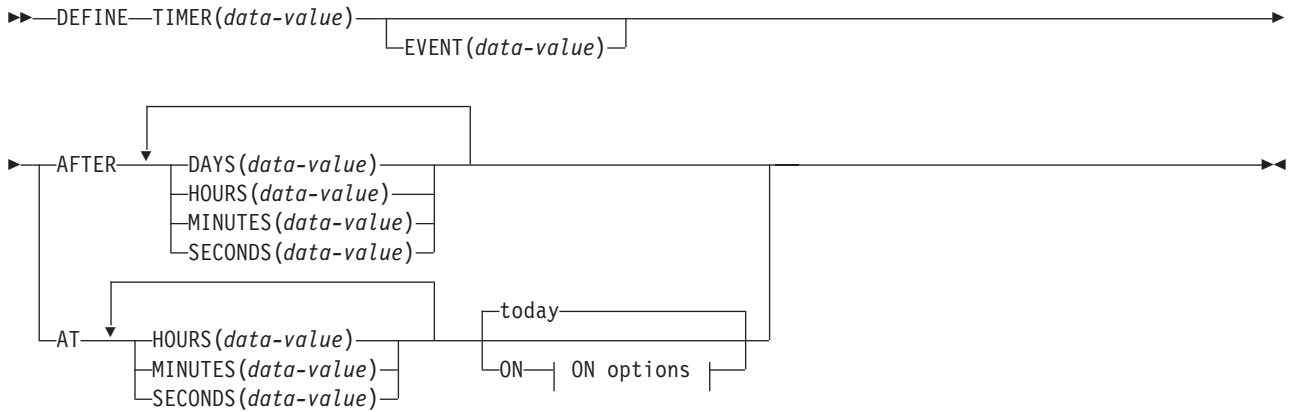 DEFINE TIMER(data-value)
EVENT(data-value)
AFTER DAYS(data-value)
HOURS(data-value)
MINUTES(data-value)
SECONDS(data-value)
today
AT HOURS(data-value)
MINUTES(data-value) ON ON options
SECONDS(data-value)